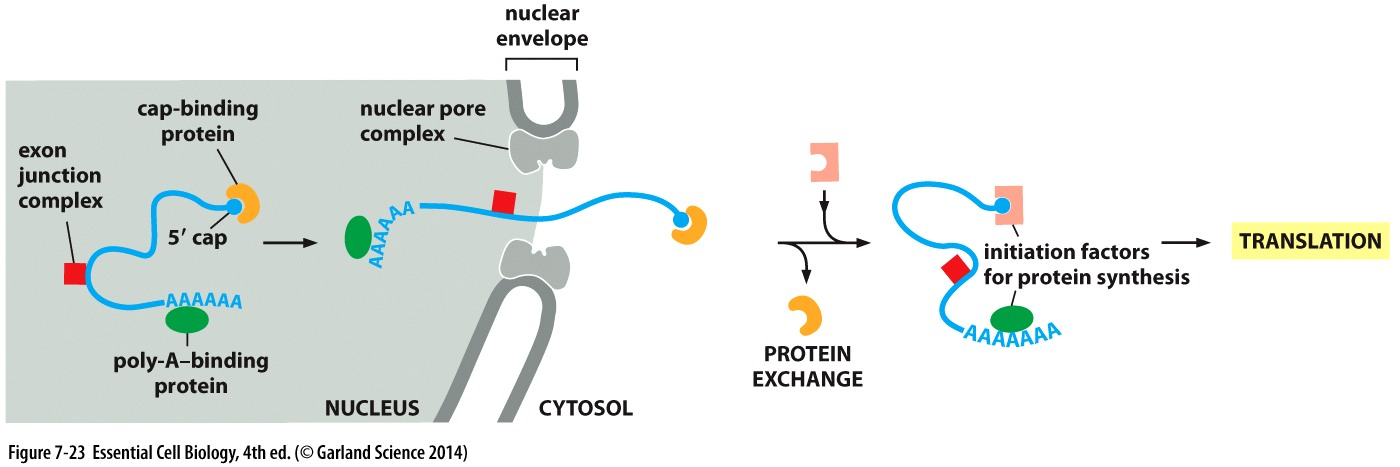 nuclear
envelope
cap-binding
protein
nuclear pore
complex
exon
junction
complex
5′ cap
AAAAAA
AAAAAA
poly-A–binding
protein
NUCLEUS
CYTOSOL
PROTEIN
EXCHANGE
initiation factors
for protein synthesis
AAAAAAA
TRANSLATION
Figure 7-23 Essential Cell Biology, 4th ed. (© Garland Science 2014)